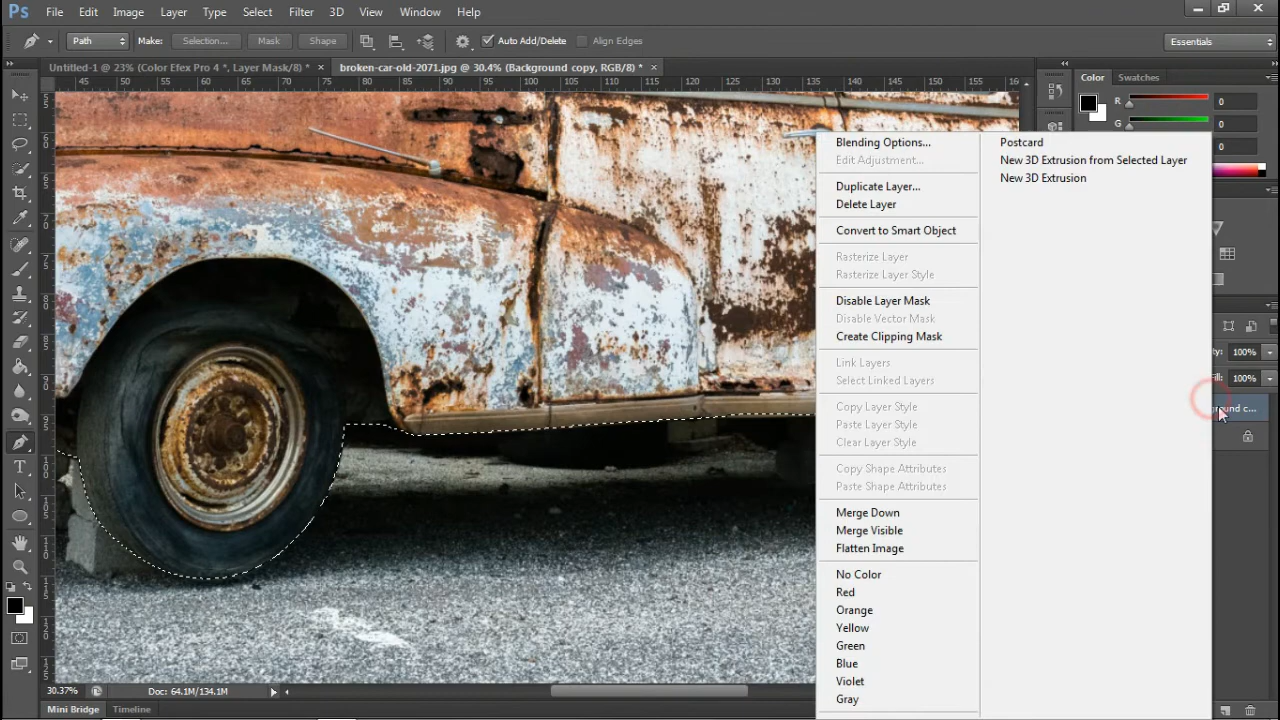 Ps File Edit Image Layer Type Select Filter 3D View Window Help
Path Make: Selection... Mask Shape Auto Add/Delete Align Edges Essentials
Untitled-1 @ 23% (Color Efex Pro 4 *, Layer Mask/8) * × broken-car-old-2071.jpg @ 30.4% (Background copy, RGB/8) * ×
45 50 55 60 65 70 75 80 85 90 95 100 105 110 115 120 125 130 135 140 145 150 155 16
Color Swatches
R 0
G 0
0
Blending Options...
Edit Adjustment...
Duplicate Layer...
Delete Layer
Convert to Smart Object
Rasterize Layer
Rasterize Layer Style
Disable Layer Mask
Disable Vector Mask
Create Clipping Mask
Link Layers
Select Linked Layers
Copy Layer Style
Paste Layer Style
Clear Layer Style
Copy Shape Attributes
Paste Shape Attributes
Merge Down
Merge Visible
Flatten Image
No Color
Red
Orange
Yellow
Green
Blue
Violet
Gray
Postcard
New 3D Extrusion from Selected Layer
New 3D Extrusion
ty: 100%
Fill: 100%
ground c...
30.37% Doc: 64.1M/134.1M
Mini Bridge Timeline